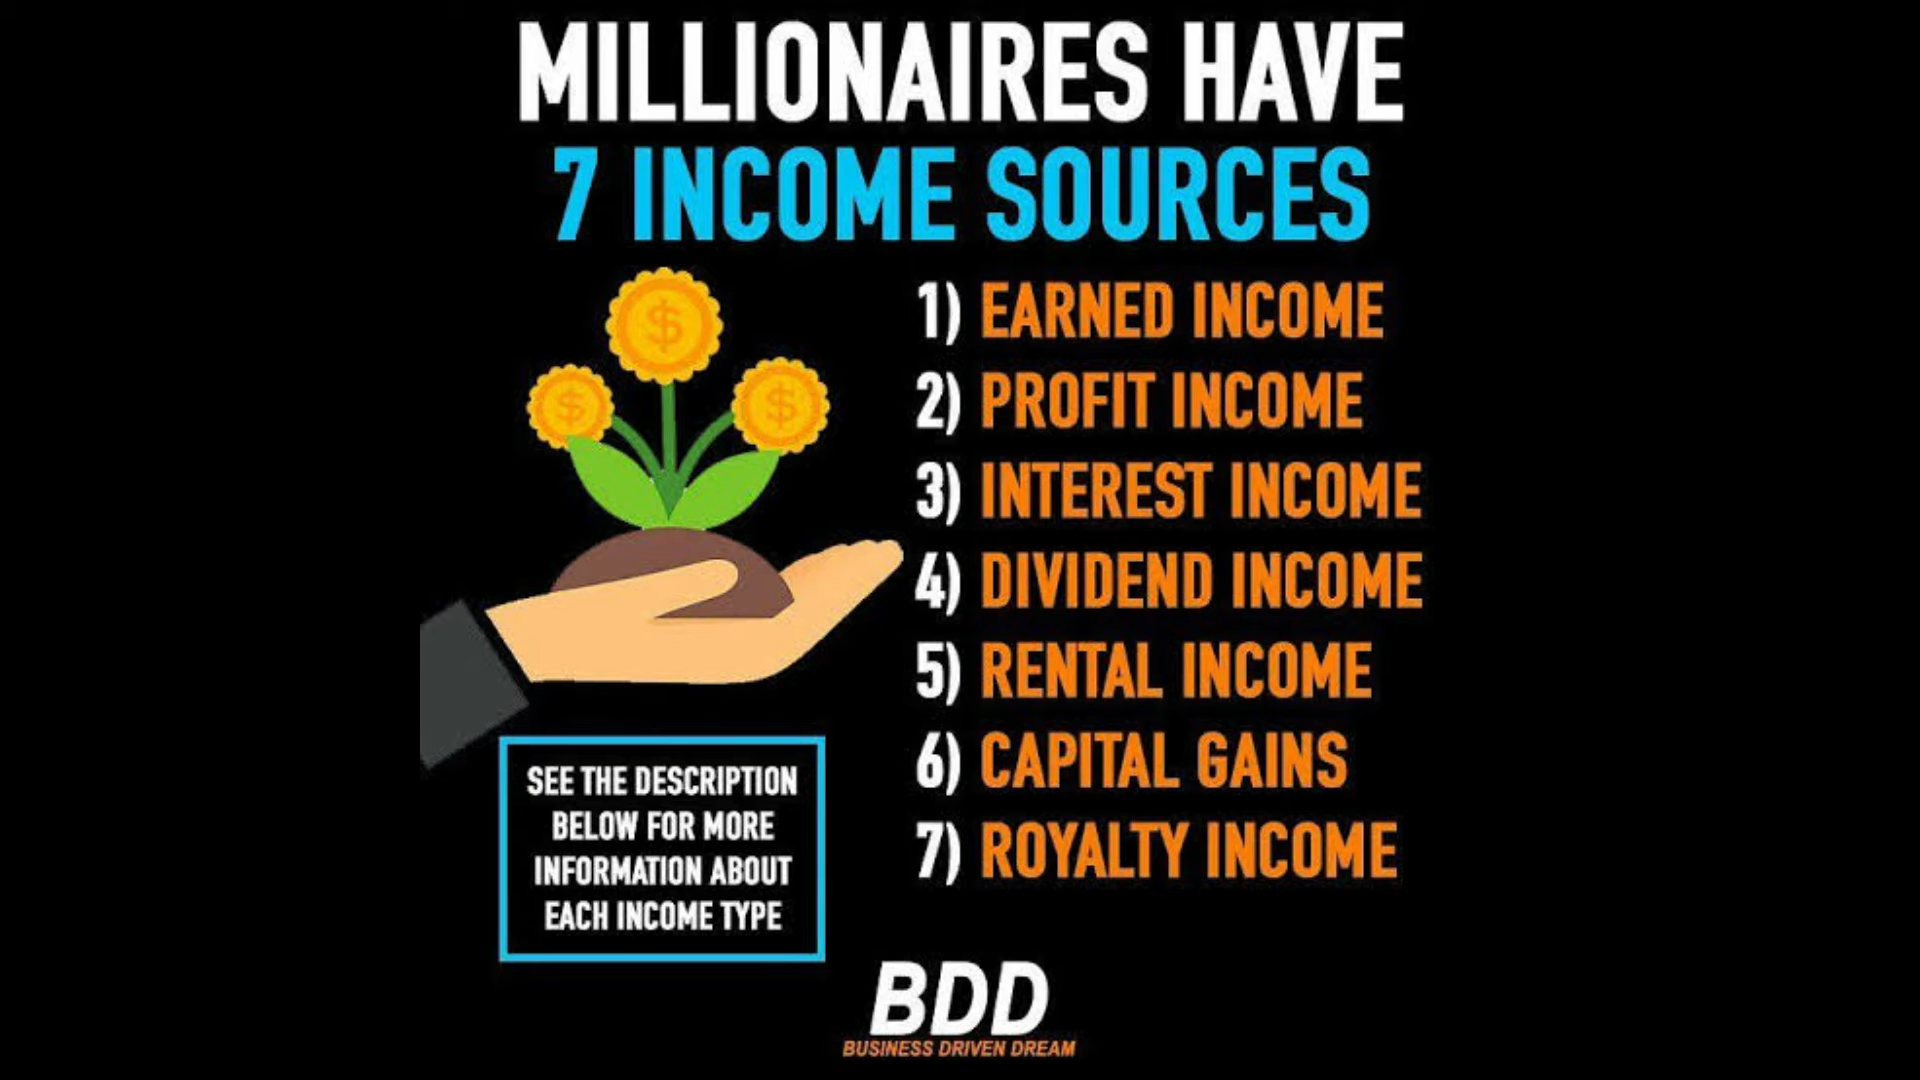 MILLIONAIRES HAVE
7 INCOME SOURCES
$
$
$
1) EARNED INCOME
2) PROFIT INCOME
3) INTEREST INCOME
4) DIVIDEND INCOME
5) RENTAL INCOME
6) CAPITAL GAINS
7) ROYALTY INCOME
SEE THE DESCRIPTION
BELOW FOR MORE
INFORMATION ABOUT
EACH INCOME TYPE
BDD
BUSINESS DRIVEN DREAM